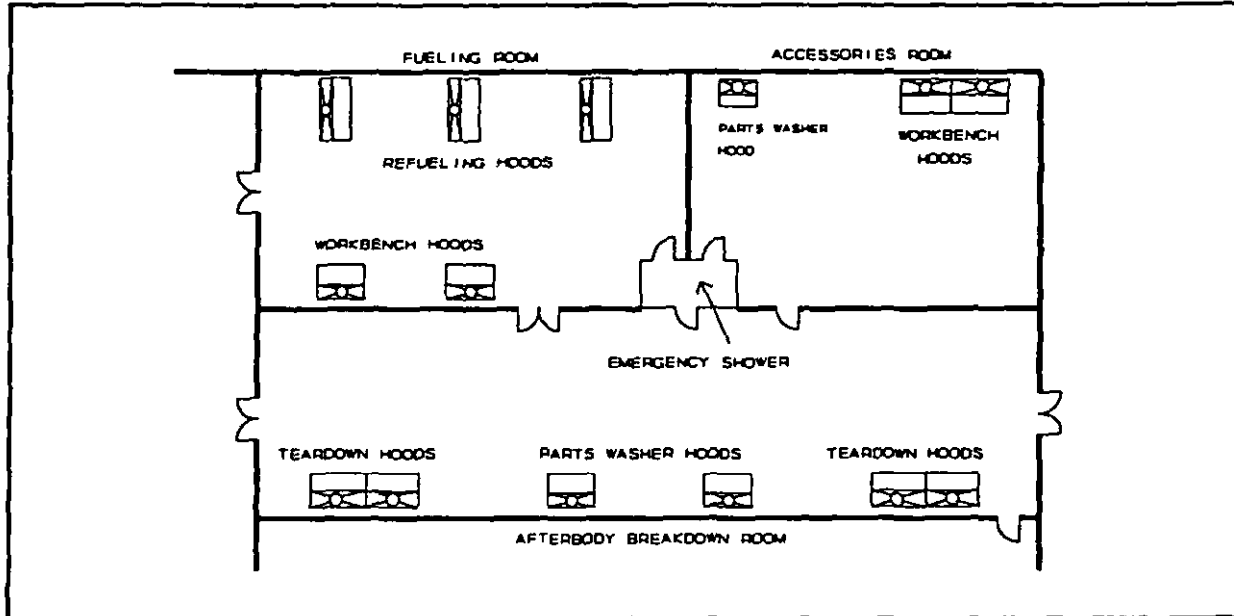 FUELING ROOM
ACCESSORIES ROOM
PARTS WASHER
HOOD
WORKBENCH
HOODS
REFUELING HOODS
WORKBENCH HOODS
EMERGENCY SHOWER
TEARDOWN HOODS
PARTS WASHER HOODS
TEARDOWN HOODS
AFTERBODY BREAKDOWN ROOM